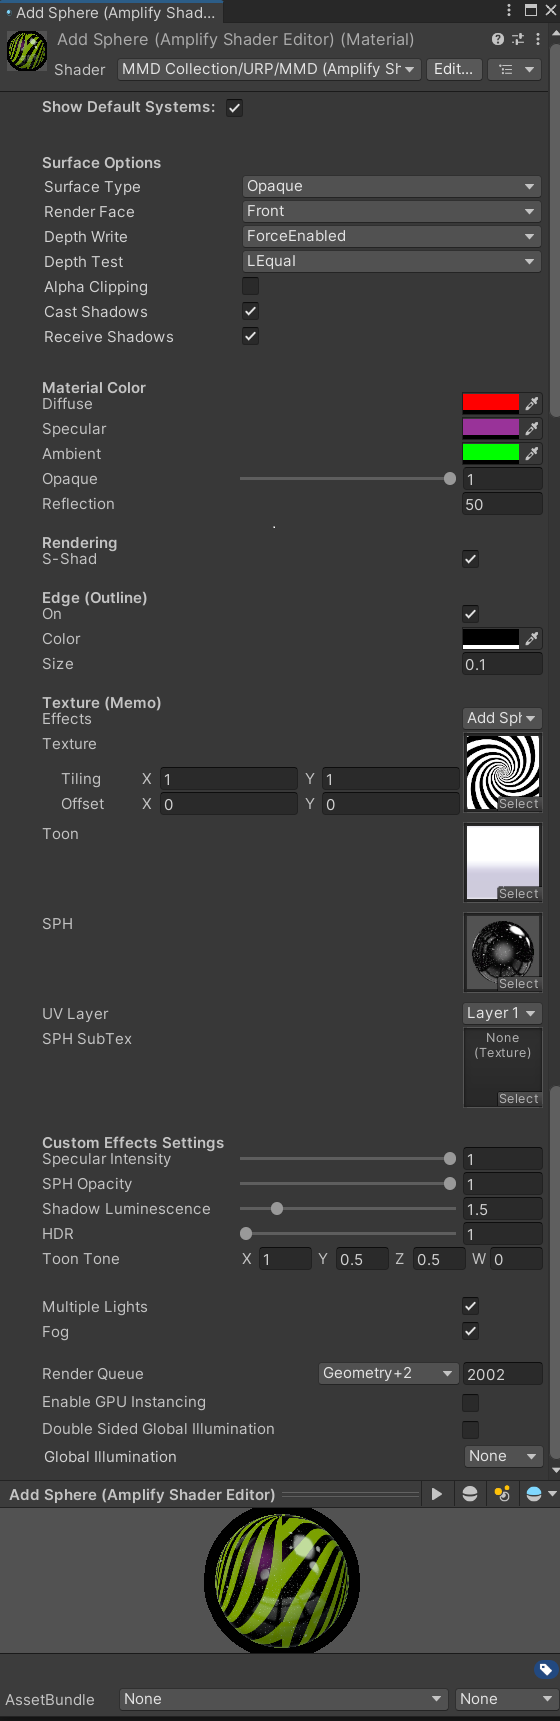 Add Sphere (Amplify Shad...
Add Sphere (Amplify Shader Editor) (Material)
Shader MMD Collection/URP/MMD (Amplify Sh Edit...
Show Default Systems:
Surface Options
Surface Type Opaque
Render Face Front
Depth Write ForceEnabled
Depth Test LEqual
Alpha Clipping
Cast Shadows
Receive Shadows
Material Color
Diffuse
Specular
Ambient
Opaque 1
Reflection 50
Rendering
S-Shad
Edge (Outline)
On
Color
Size 0.1
Texture (Memo)
Effects Add Sph
Texture
Tiling X 1 Y 1
Offset X 0 Y 0
Select
Toon
Select
SPH
Select
UV Layer Layer 1
SPH SubTex None
(Texture)
Select
Custom Effects Settings
Specular Intensity 1
SPH Opacity 1
Shadow Luminescence 1.5
HDR 1
Toon Tone X 1 Y 0.5 Z 0.5 W 0
Multiple Lights
Fog
Render Queue Geometry+2 2002
Enable GPU Instancing
Double Sided Global Illumination
Global Illumination None
Add Sphere (Amplify Shader Editor)
AssetBundle None None